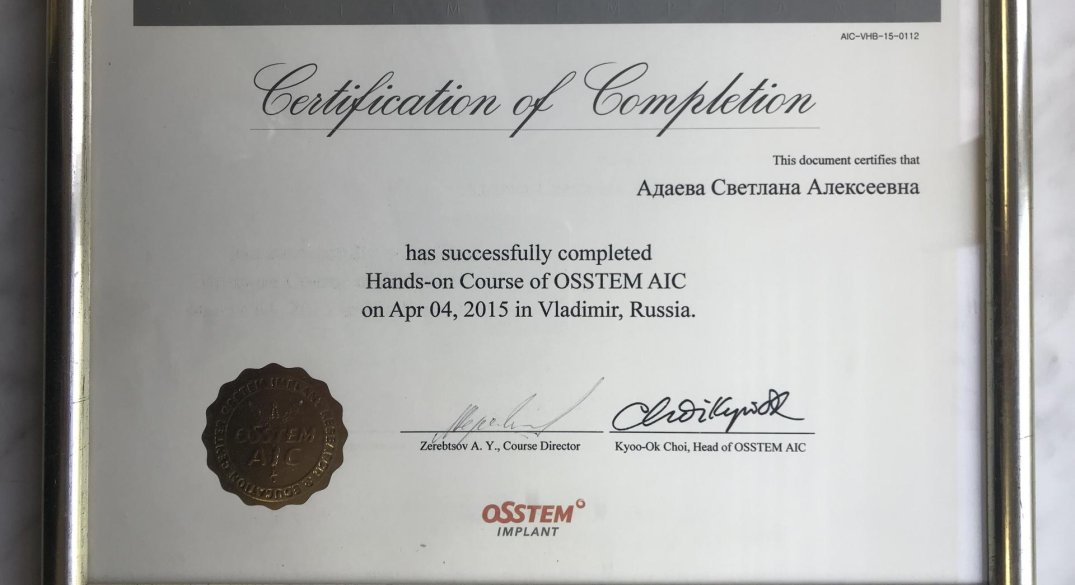 AIC-VHB-15-0112
Certification of Completion
This document certifies that
Адаева Светлана Алексеевна
has successfully completed
Hands-on Course of OSSTEM AIC
on Apr 04, 2015 in Vladimir, Russia.
OSSTEM
AIC
Zerebtsov A. Y., Course Director
Kyoo-Ok Choi, Head of OSSTEM AIC
OSSTEM
IMPLANT